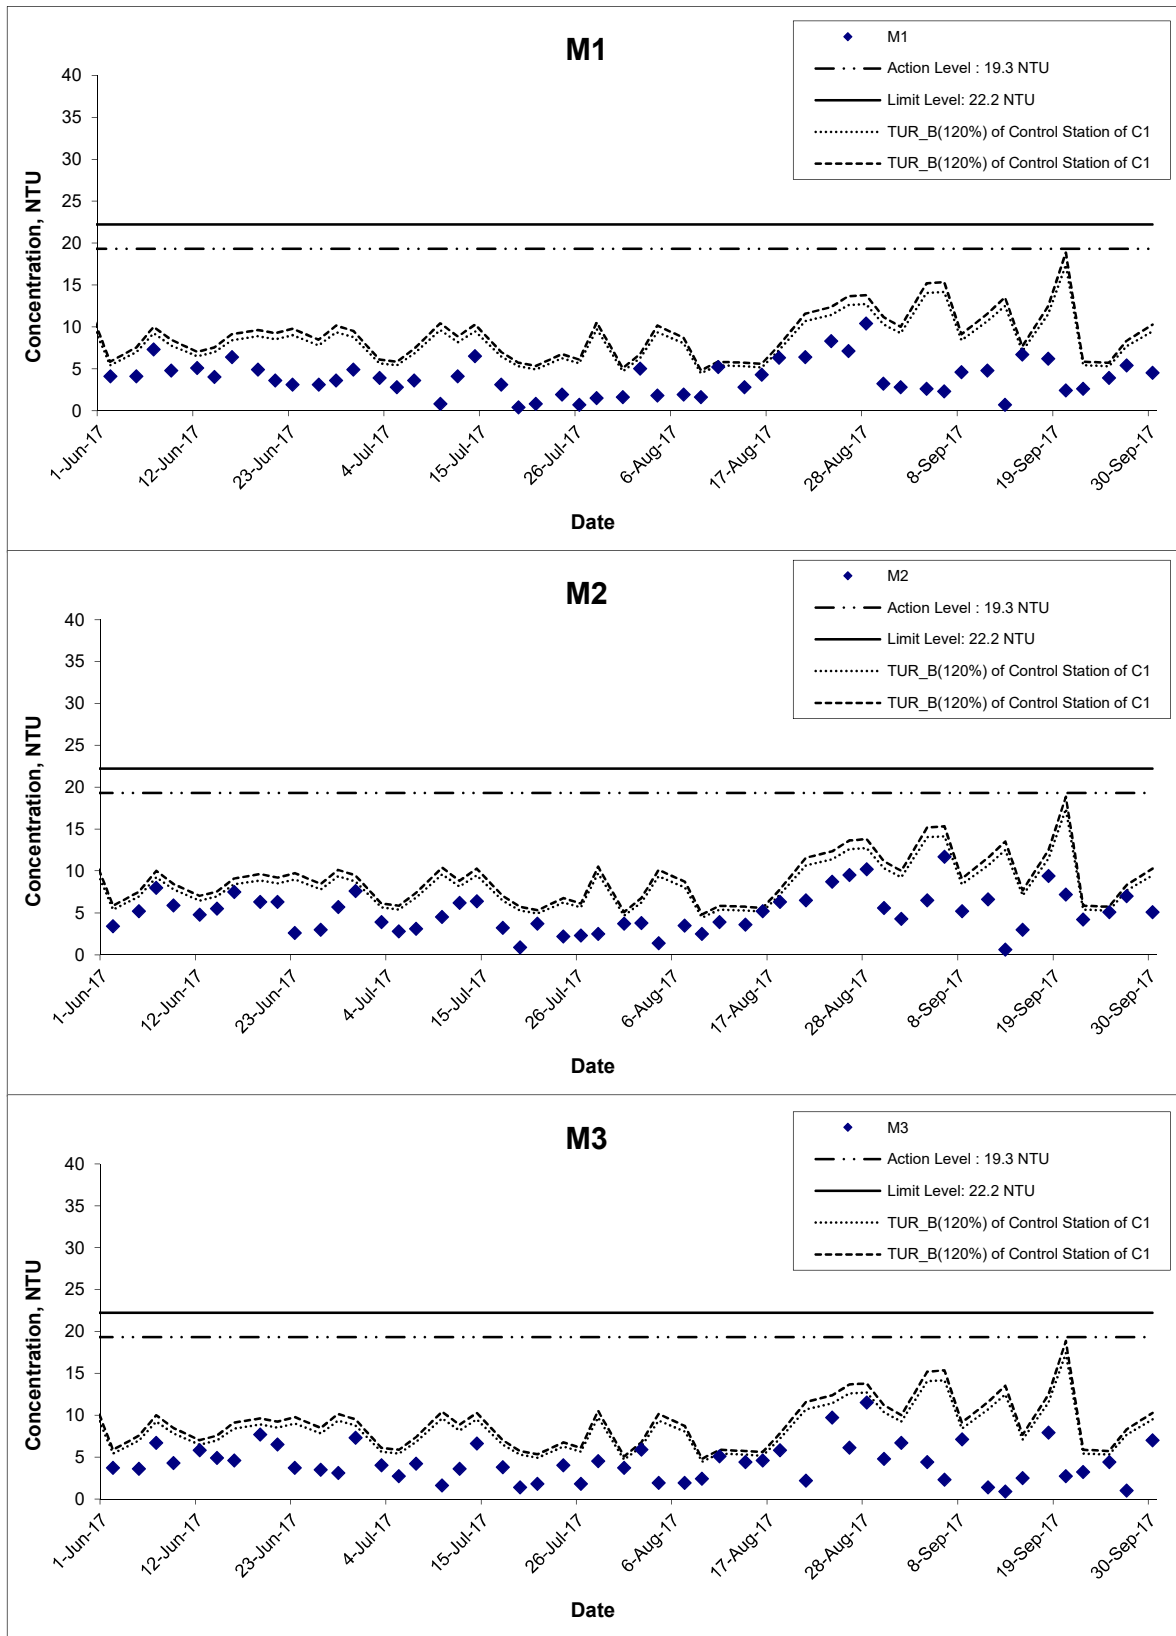 M1
M1
Action Level : 19.3 NTU
Limit Level: 22.2 NTU
TUR_B(120%) of Control Station of C1
TUR_B(120%) of Control Station of C1
Concentration, NTU
40
35
30
25
20
15
10
5
0
1-Jun-17
12-Jun-17
23-Jun-17
4-Jul-17
15-Jul-17
26-Jul-17
6-Aug-17
17-Aug-17
28-Aug-17
8-Sep-17
19-Sep-17
30-Sep-17
Date
M2
M2
Action Level : 19.3 NTU
Limit Level: 22.2 NTU
TUR_B(120%) of Control Station of C1
TUR_B(120%) of Control Station of C1
Concentration, NTU
40
35
30
25
20
15
10
5
0
1-Jun-17
12-Jun-17
23-Jun-17
4-Jul-17
15-Jul-17
26-Jul-17
6-Aug-17
17-Aug-17
28-Aug-17
8-Sep-17
19-Sep-17
30-Sep-17
Date
M3
M3
Action Level : 19.3 NTU
Limit Level: 22.2 NTU
TUR_B(120%) of Control Station of C1
TUR_B(120%) of Control Station of C1
Concentration, NTU
40
35
30
25
20
15
10
5
0
1-Jun-17
12-Jun-17
23-Jun-17
4-Jul-17
15-Jul-17
26-Jul-17
6-Aug-17
17-Aug-17
28-Aug-17
8-Sep-17
19-Sep-17
30-Sep-17
Date